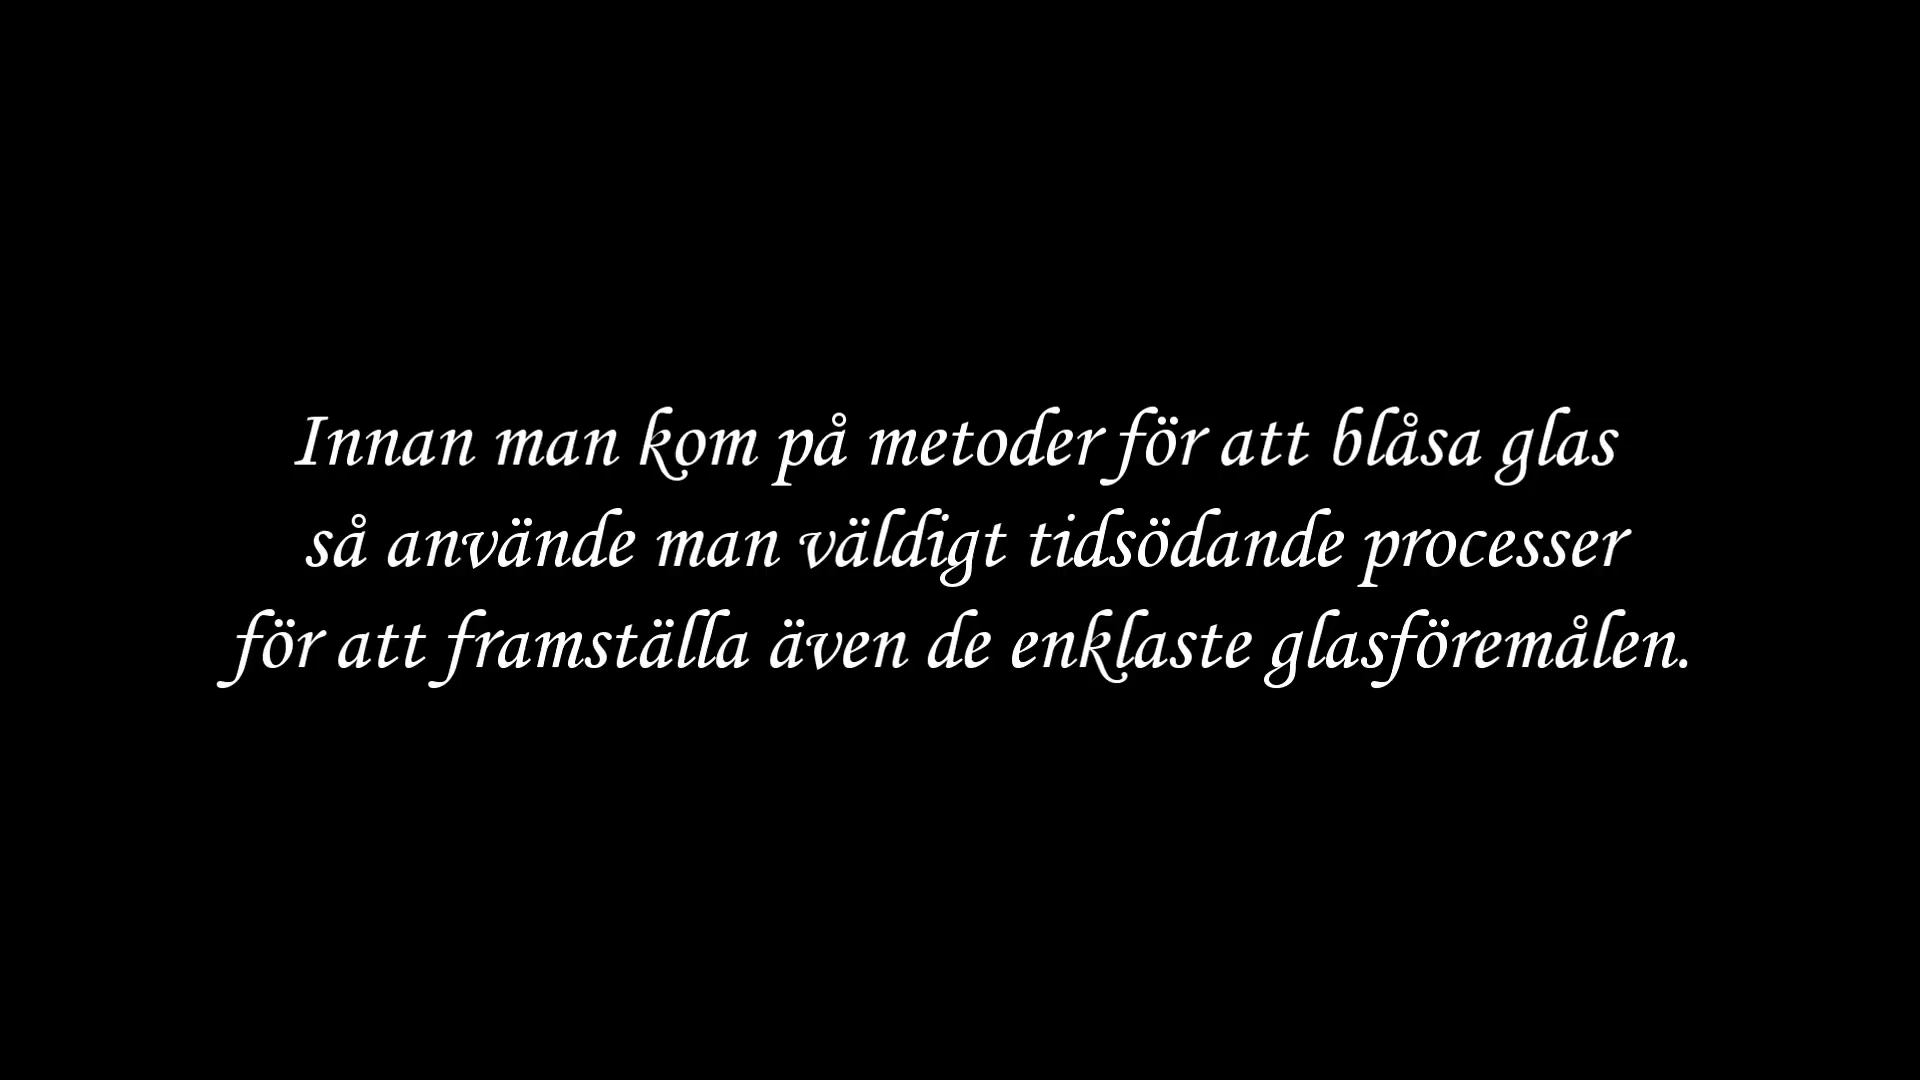 Innan man kom på metoder för att blåsa glas
så använde man väldigt tidsödande processer
för att framställa även de enklaste glasföremålen.